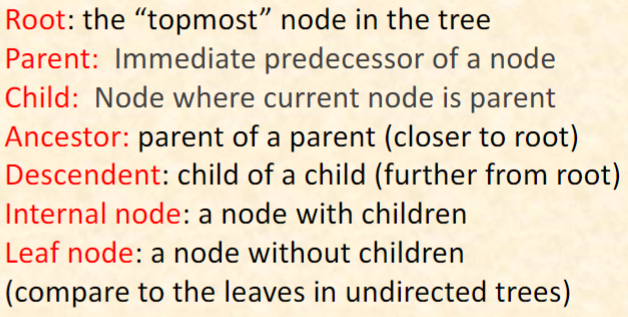 Root: the “topmost” node in the tree
Parent: Immediate predecessor of a node
Child: Node where current node is parent
Ancestor: parent of a parent (closer to root)
Descendent: child of a child (further from root)
Internal node: a node with children
Leaf node: a node without children
(compare to the leaves in undirected trees)